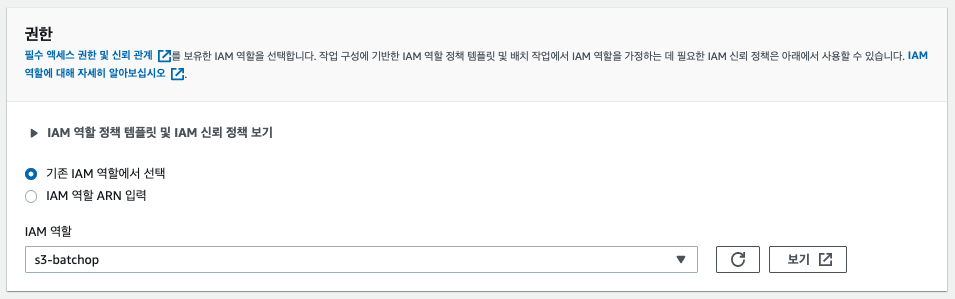 권한
필수 액세스 권한 및 신뢰 관계 를 보유한 IAM 역할을 선택합니다. 작업 구성에 기반한 IAM 역할 정책 템플릿 및 배치 작업에서 IAM 역할을 가정하는 데 필요한 IAM 신뢰 정책은 아래에서 사용할 수 있습니다. IAM
역할에 대해 자세히 알아보십시오 .
IAM 역할 정책 템플릿 및 IAM 신뢰 정책 보기
기존 IAM 역할에서 선택
IAM 역할 ARN 입력
IAM 역할
s3-batchop 보기